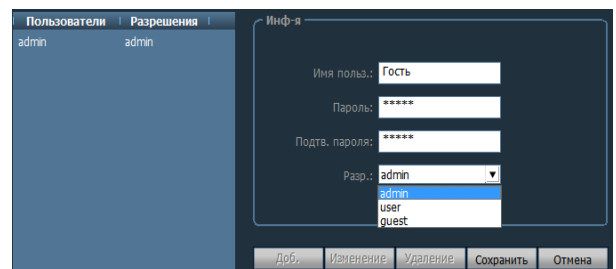 Пользователи Разрешения
admin admin
Инф-я
Имя польз.: Гость
Пароль: *****
Подтв. пароля: *****
Разр.: admin
admin
user
guest
Доб. Изменение Удаление Сохранить Отмена